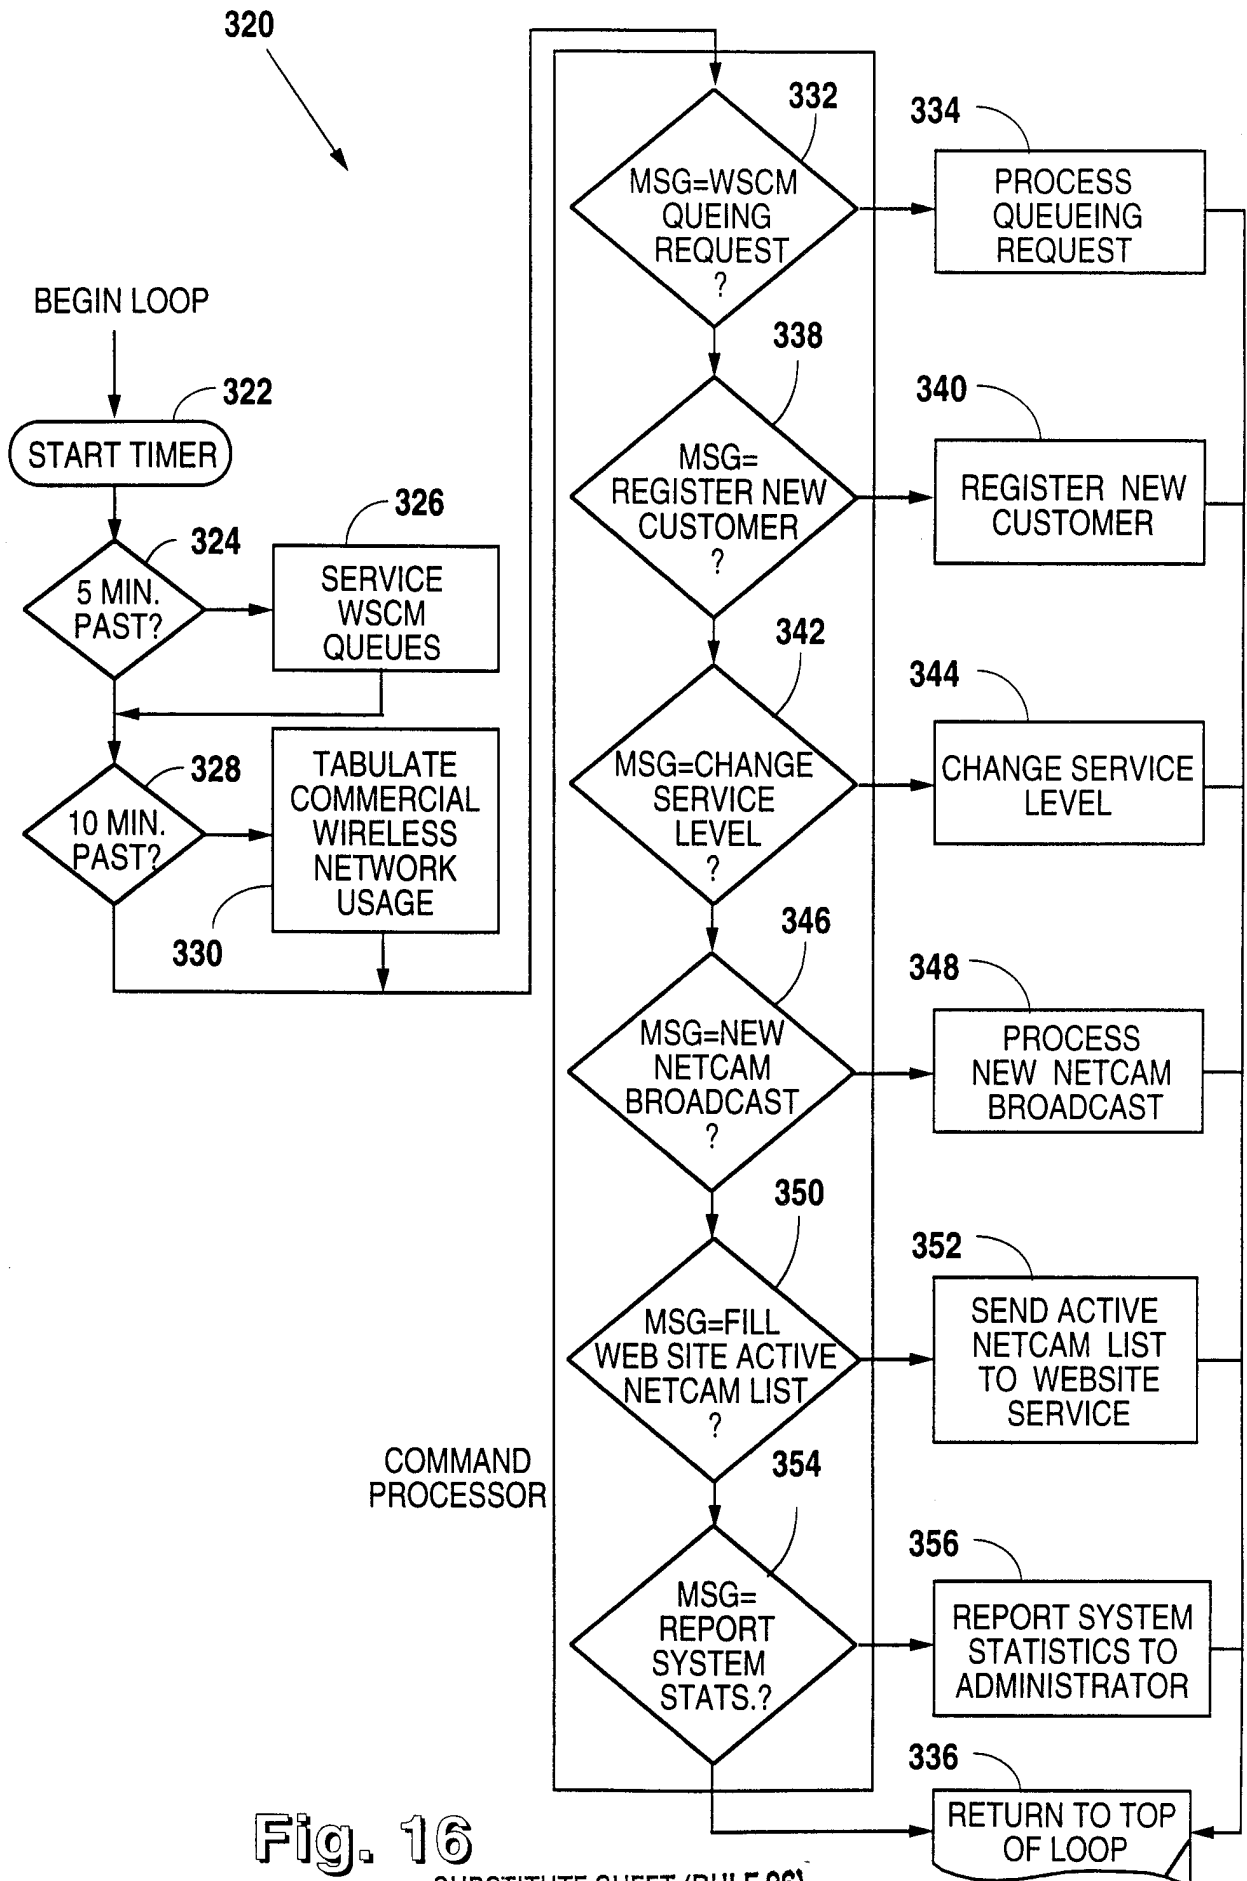 320
BEGIN LOOP
322
START TIMER
324
5 MIN.
PAST?
326
SERVICE
WSCM
QUEUES
328
10 MIN.
PAST?
TABULATE
COMMERCIAL
WIRELESS
NETWORK
USAGE
330
332
MSG=WSCM
QUEING
REQUEST
?
334
PROCESS
QUEUEING
REQUEST
338
MSG=
REGISTER NEW
CUSTOMER
?
340
REGISTER NEW
CUSTOMER
342
MSG=CHANGE
SERVICE
LEVEL
?
344
CHANGE SERVICE
LEVEL
346
MSG=NEW
NETCAM
BROADCAST
?
348
PROCESS
NEW NETCAM
BROADCAST
350
MSG=FILL
WEB SITE ACTIVE
NETCAM LIST
?
352
SEND ACTIVE
NETCAM LIST
TO WEBSITE
SERVICE
COMMAND
PROCESSOR
354
MSG=
REPORT
SYSTEM
STATS.?
356
REPORT SYSTEM
STATISTICS TO
ADMINISTRATOR
336
RETURN TO TOP
OF LOOP
Fig. 16
SUBSTITUTE SHEET (RULE 26)